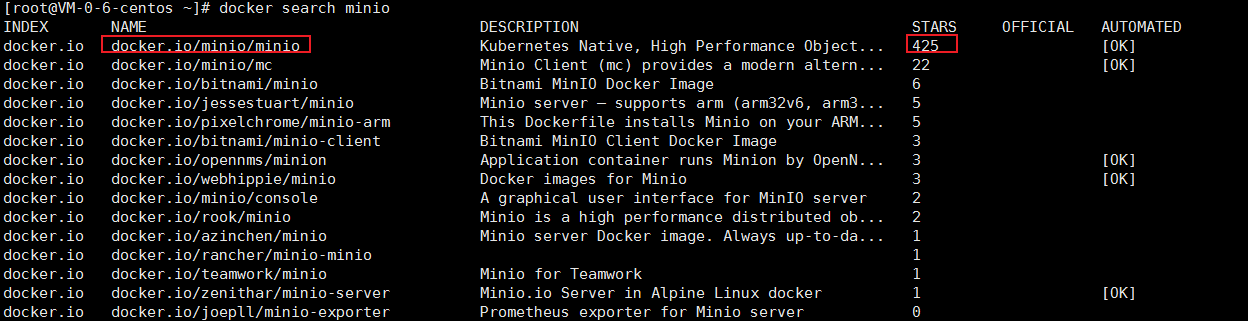 [root@VM-0-6-centos ~]# docker search minio
INDEX NAME DESCRIPTION STARS OFFICIAL AUTOMATED
docker.io docker.io/minio/minio Kubernetes Native, High Performance Object... 425 [OK]
docker.io docker.io/minio/mc Minio Client (mc) provides a modern altern... 22 [OK]
docker.io docker.io/bitnami/minio Bitnami MinIO Docker Image 6
docker.io docker.io/jessestuart/minio Minio server — supports arm (arm32v6, arm3... 5
docker.io docker.io/pixelchrome/minio-arm This Dockerfile installs Minio on your ARM... 5
docker.io docker.io/bitnami/minio-client Bitnami MinIO Client Docker Image 3
docker.io docker.io/opennms/minion Application container runs Minion by OpenN... 3 [OK]
docker.io docker.io/webhippie/minio Docker images for Minio 3 [OK]
docker.io docker.io/minio/console A graphical user interface for MinIO server 2
docker.io docker.io/rook/minio Minio is a high performance distributed ob... 2
docker.io docker.io/azinchen/minio Minio server Docker image. Always up-to-da... 1
docker.io docker.io/rancher/minio-minio 1
docker.io docker.io/teamwork/minio Minio for Teamwork 1
docker.io docker.io/zenithar/minio-server Minio.io Server in Alpine Linux docker 1 [OK]
docker.io docker.io/joepll/minio-exporter Prometheus exporter for Minio server 0